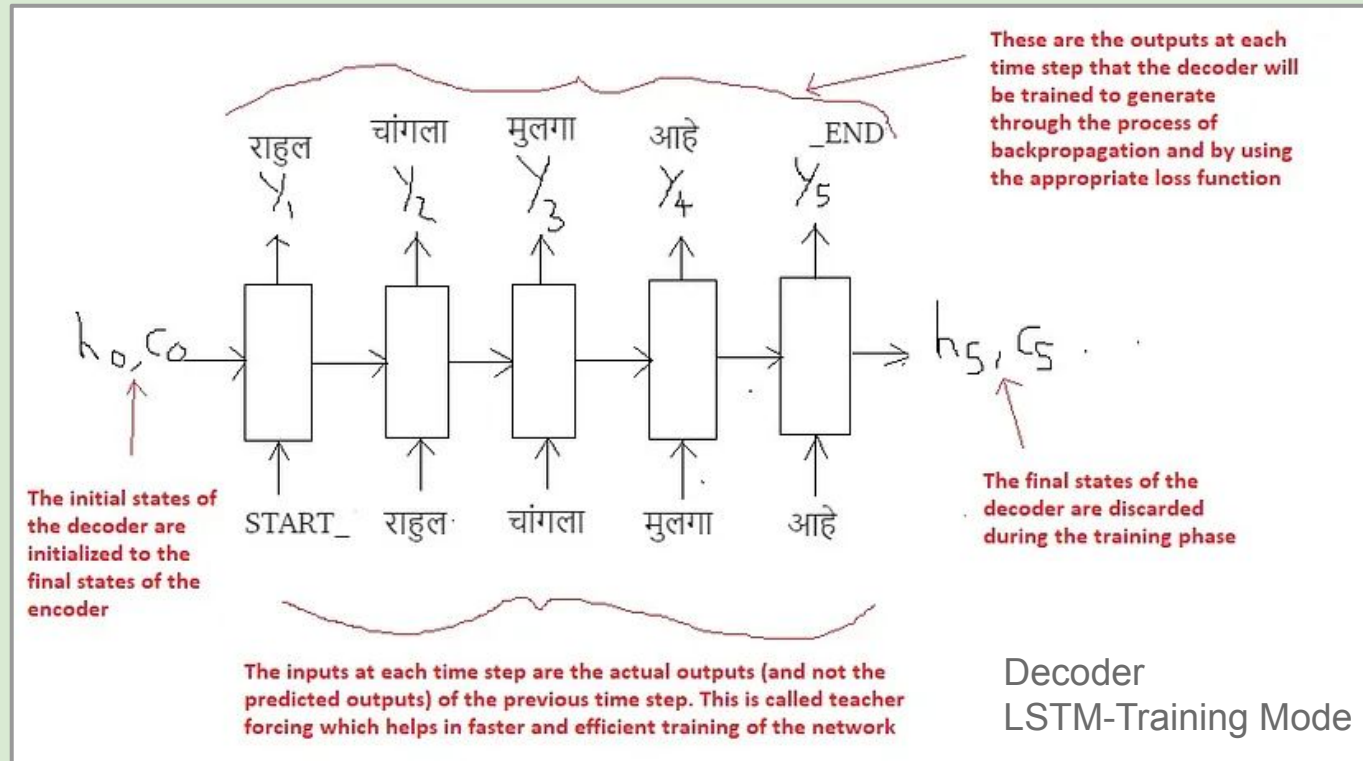 These are the outputs at each
time step that the decoder will
be trained to generate
through the process of
backpropagation and by using
the appropriate loss function
राहुल चांगला मुलगा आहे _END
Y1 Y2 Y3 Y4 Y5
h0, c0
h5, c5
The initial states of
the decoder are
initialized to the
final states of the
encoder
The final states of the
decoder are discarded
during the training phase
START_ राहुल चांगला मुलगा आहे
The inputs at each time step are the actual outputs (and not the
predicted outputs) of the previous time step. This is called teacher
forcing which helps in faster and efficient training of the network
Decoder
LSTM-Training Mode